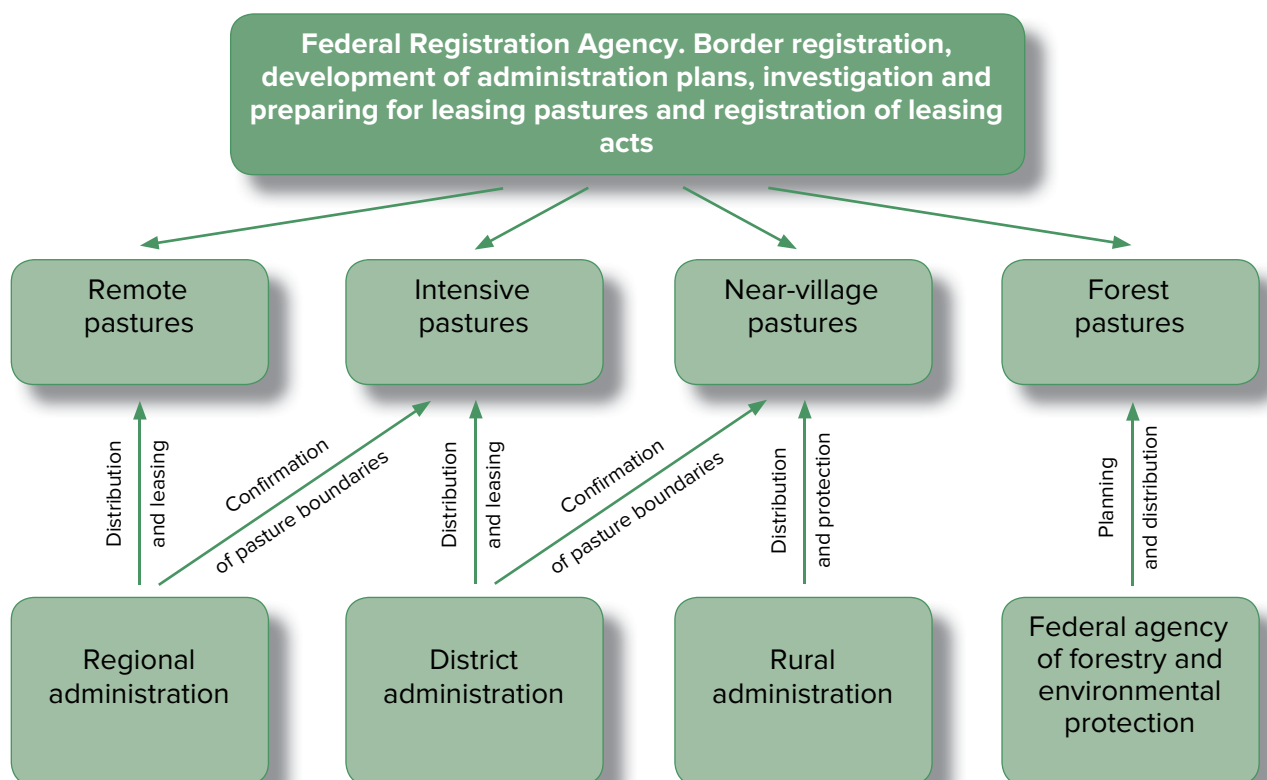 Federal Registration Agency. Border registration,
development of administration plans, investigation and
preparing for leasing pastures and registration of leasing
acts
Remote
pastures
Intensive
pastures
Near-village
pastures
Forest
pastures
Distribution
and leasing
Confirmation
of pasture boundaries
Distribution
and leasing
Confirmation
of pasture boundaries
Distribution
and protection
Planning
and distribution
Regional
administration
District
administration
Rural
administration
Federal agency
of forestry and
environmental
protection